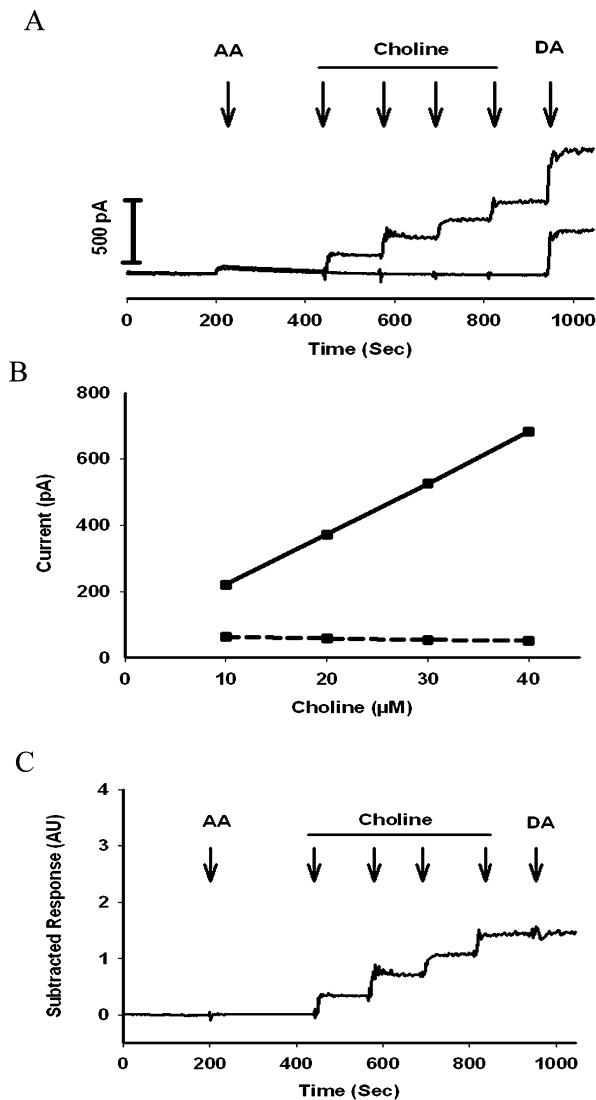 A
AA
Choline
DA
500 pA
0
200
400
600
800
1000
Time (Sec)
B
800
600
400
200
0
Current (pA)
0
10
20
30
40
Choline (µM)
C
4
3
2
1
0
Subtracted Response (AU)
AA
Choline
DA
0
200
400
600
800
1000
Time (Sec)